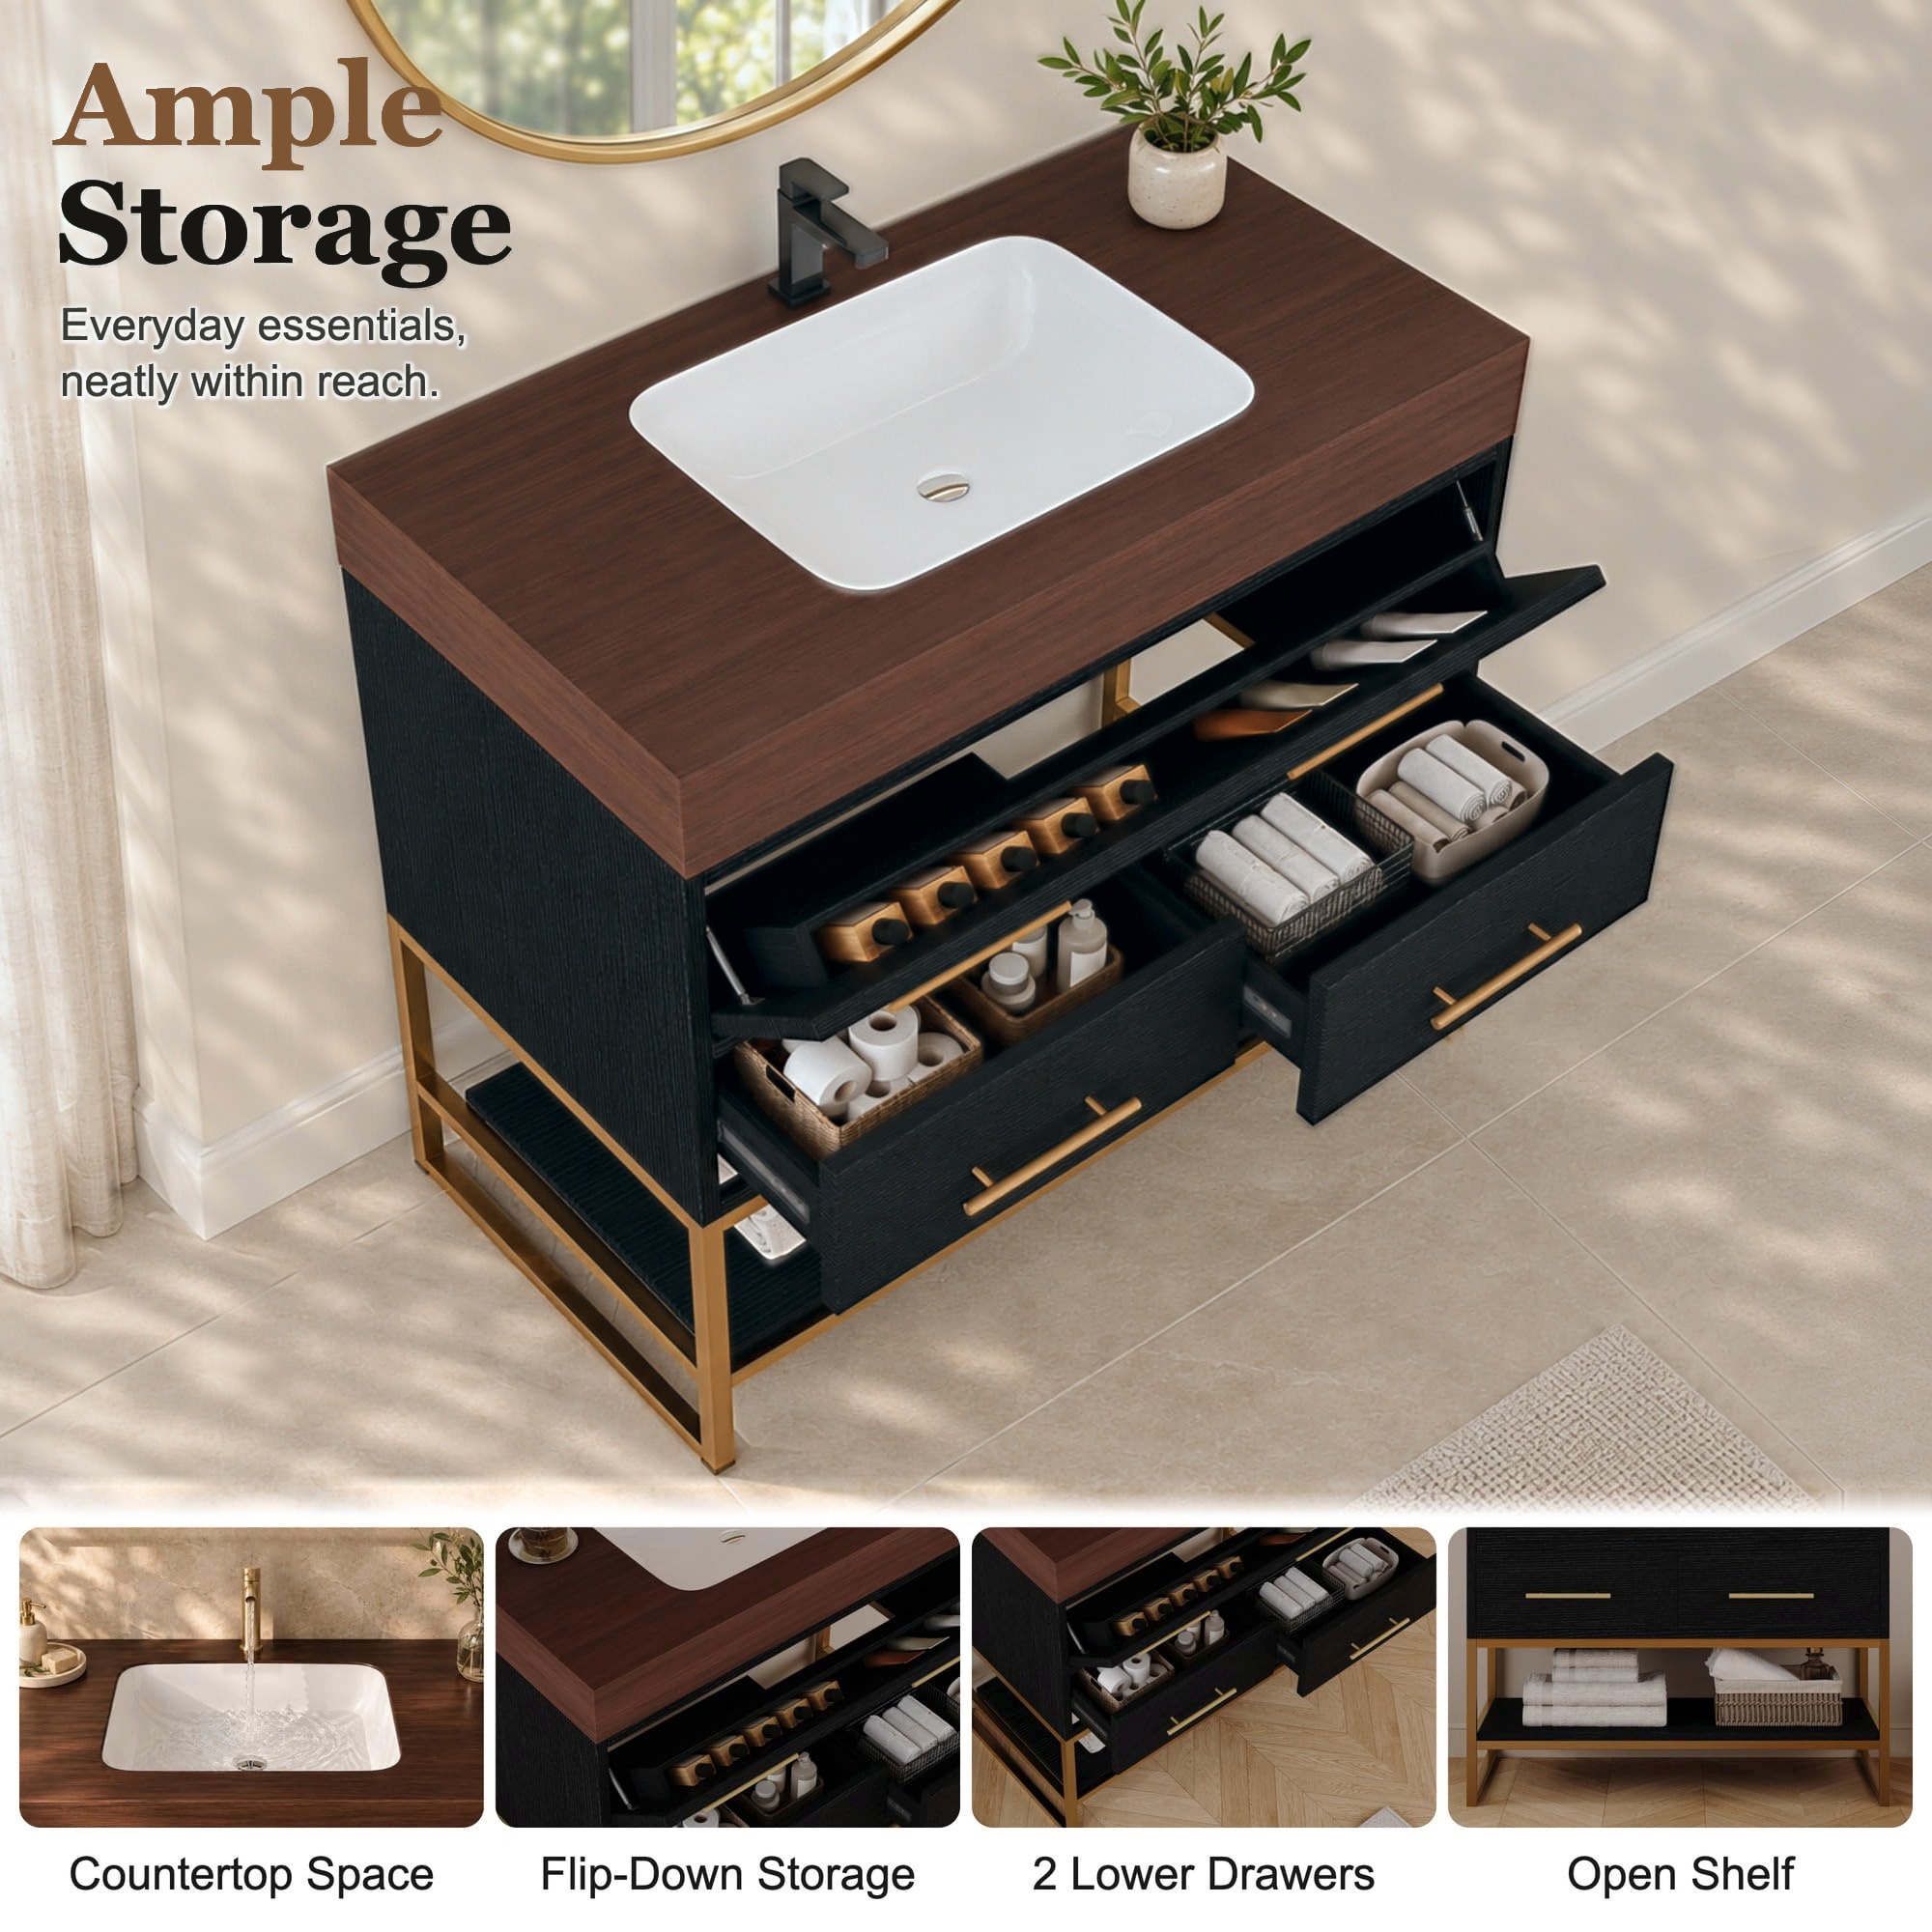 Ample
Storage
Everyday essentials,
neatly within reach.
Countertop Space
Flip-Down Storage
2 Lower Drawers
Open Shelf